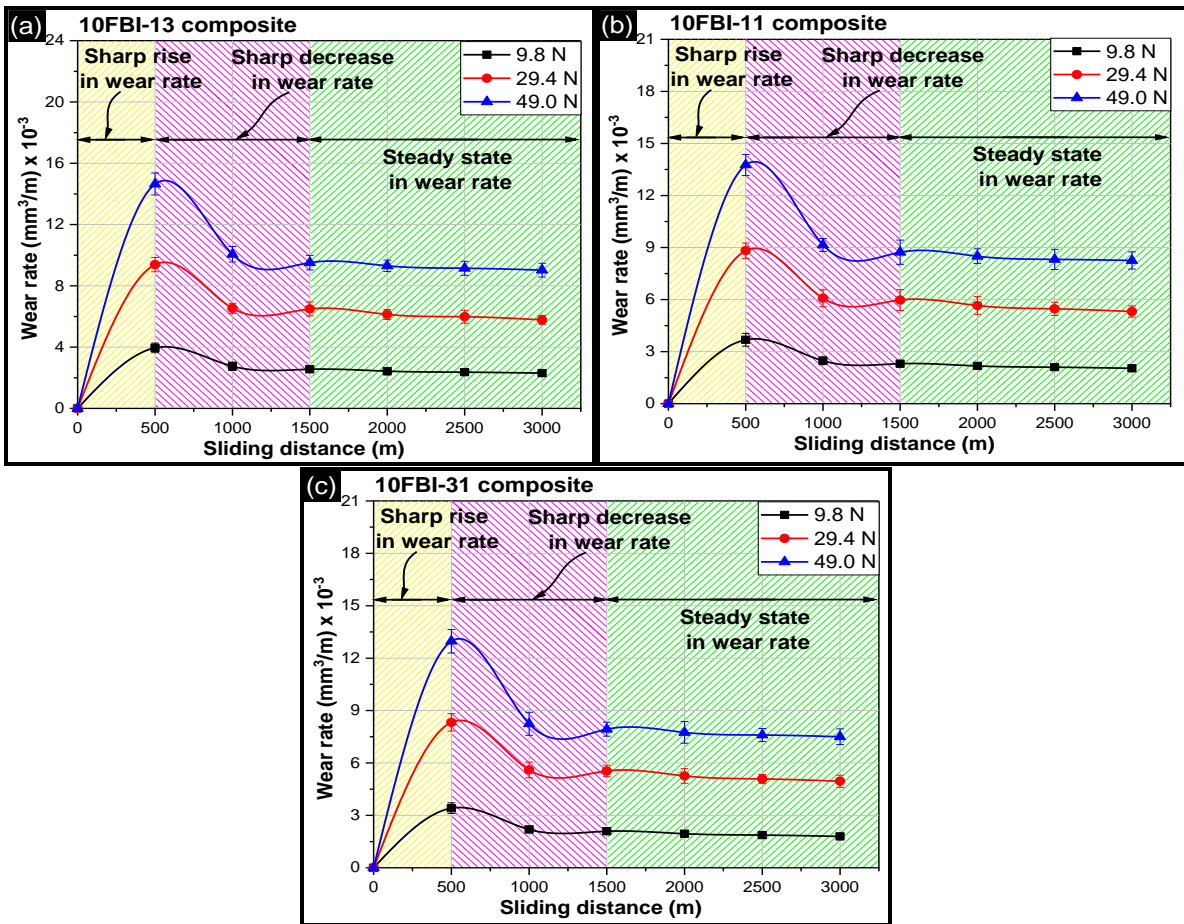 (a)
10FBI-13 composite
24
20
16
12
8
4
0
Wear rate (mm³/m) x 10⁻³
Sharp rise
in wear rate
Sharp decrease
in wear rate
Steady state
in wear rate
9.8 N
29.4 N
49.0 N
0 500 1000 1500 2000 2500 3000
Sliding distance (m)
(b)
10FBI-11 composite
21
18
15
12
9
6
3
0
Wear rate (mm³/m) x 10⁻³
Sharp rise
in wear rate
Sharp decrease
in wear rate
Steady state
in wear rate
9.8 N
29.4 N
49.0 N
0 500 1000 1500 2000 2500 3000
Sliding distance (m)
(c)
10FBI-31 composite
21
18
15
12
9
6
3
0
Wear rate (mm³/m) x 10⁻³
Sharp rise
in wear rate
Sharp decrease
in wear rate
Steady state
in wear rate
9.8 N
29.4 N
49.0 N
0 500 1000 1500 2000 2500 3000
Sliding distance (m)